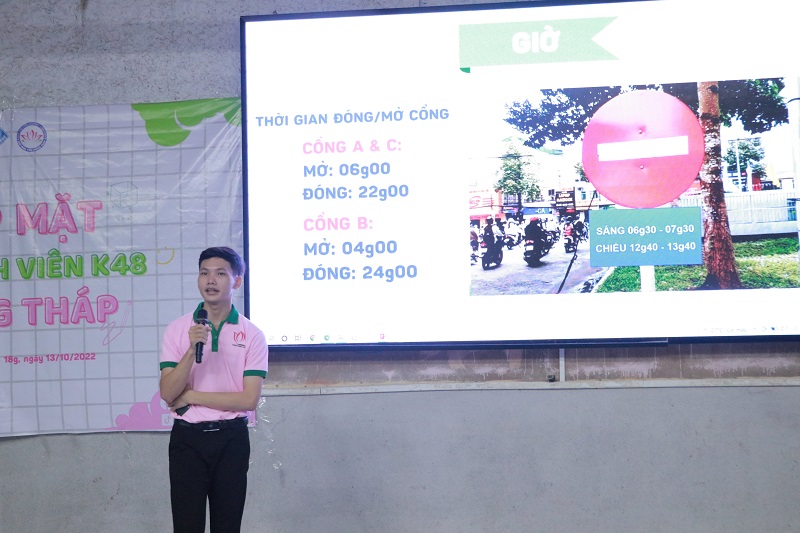 GIỜ
THỜI GIAN ĐÓNG/MỞ CỔNG
CỔNG A & C:
MỞ: 06g00
ĐÓNG: 22g00
CỔNG B:
MỞ: 04g00
ĐÓNG: 24g00
SÁNG 06g30 - 07g30
CHIỀU 12g40 - 13g40
MẶT
H VIÊN K48
G THÁP
18g, ngày 13/10/2022